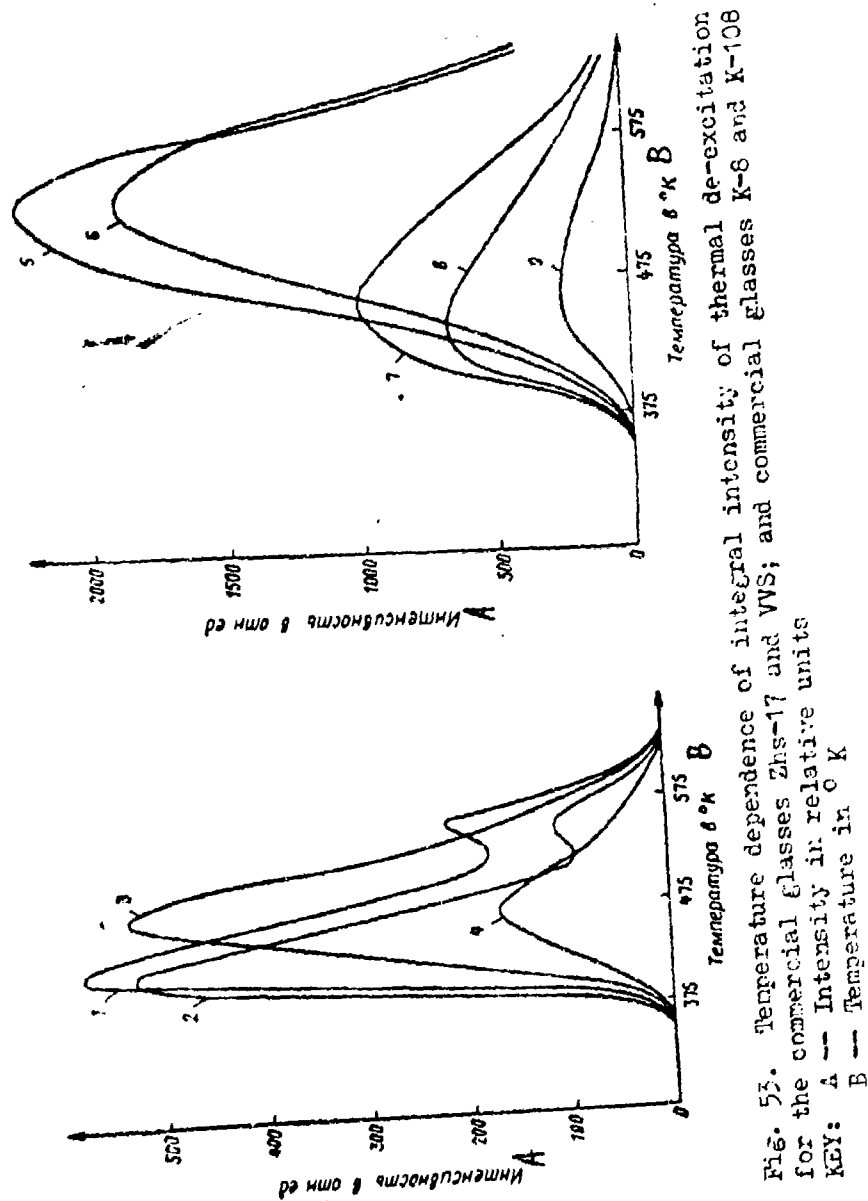 Интенсивность в отн ед
A
500
300
200
100
0
1
2
3
4
375
475
575
Температура в °К B
Интенсивность в отн ед
A
2000
1500
1000
500
0
5
6
7
8
9
375
475
575
Температура в °К B
Fig. 53. Temperature dependence of integral intensity of thermal de-excitation
for the commercial glasses Zhs-17 and VVS; and commercial glasses K-8 and K-108
KEY: A -- Intensity in relative units
B -- Temperature in ° K